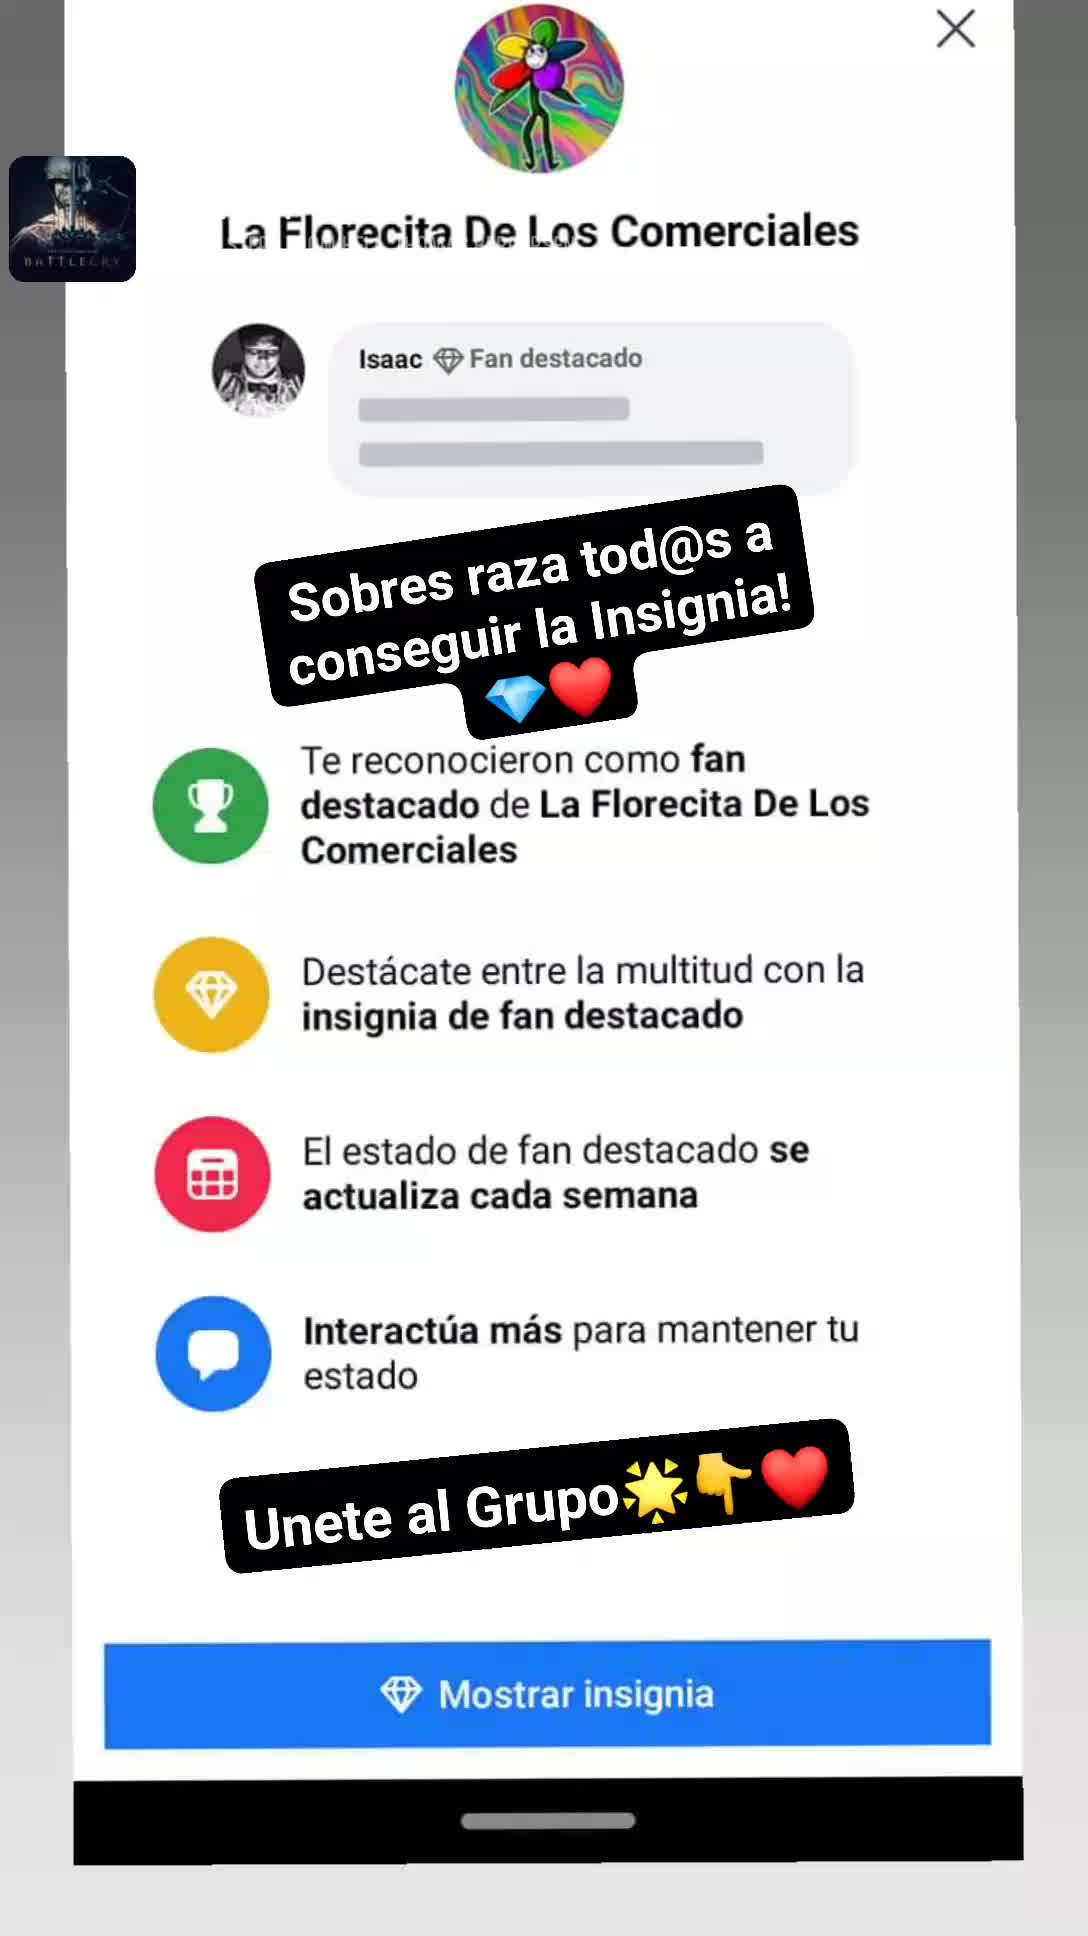 La Florecita De Los Comerciales
BATTLECRY
Isaac Fan destacado
Sobres raza tod@s a
conseguir la Insignia!
💎❤️
Te reconocieron como fan
destacado de La Florecita De Los
Comerciales
Destácate entre la multitud con la
insignia de fan destacado
El estado de fan destacado se
actualiza cada semana
Interactúa más para mantener tu
estado
Unete al Grupo🌟👇❤️
Mostrar insignia